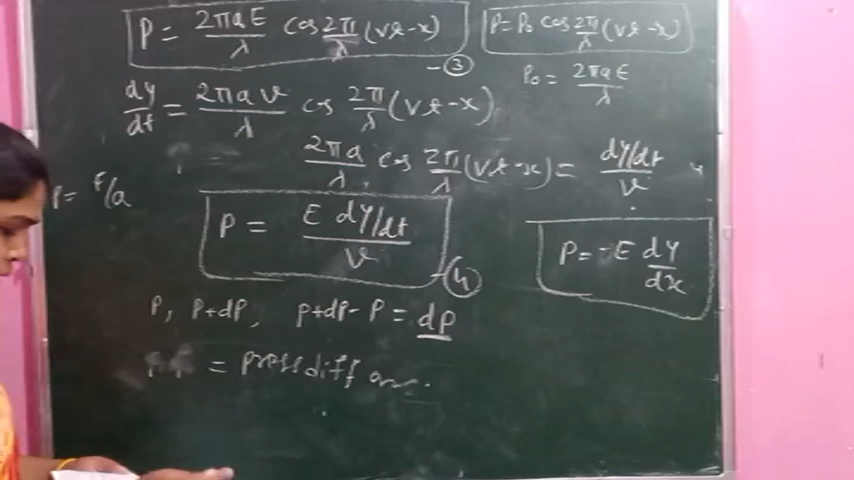 P = 2πaE/λ cos 2π/λ (vt-x) -③
P = P₀ cos 2π/λ (vt-x)
P₀ = 2πaE/λ
dy/dt = 2πav/λ cos 2π/λ (vt-x)
2πa/λ cos 2π/λ (vt-x) = dy/dt/v
P = F/a
P = E dy/dt/v -④
P = -E dy/dx
P, P+dP, P+dP-P = dP
= press diff